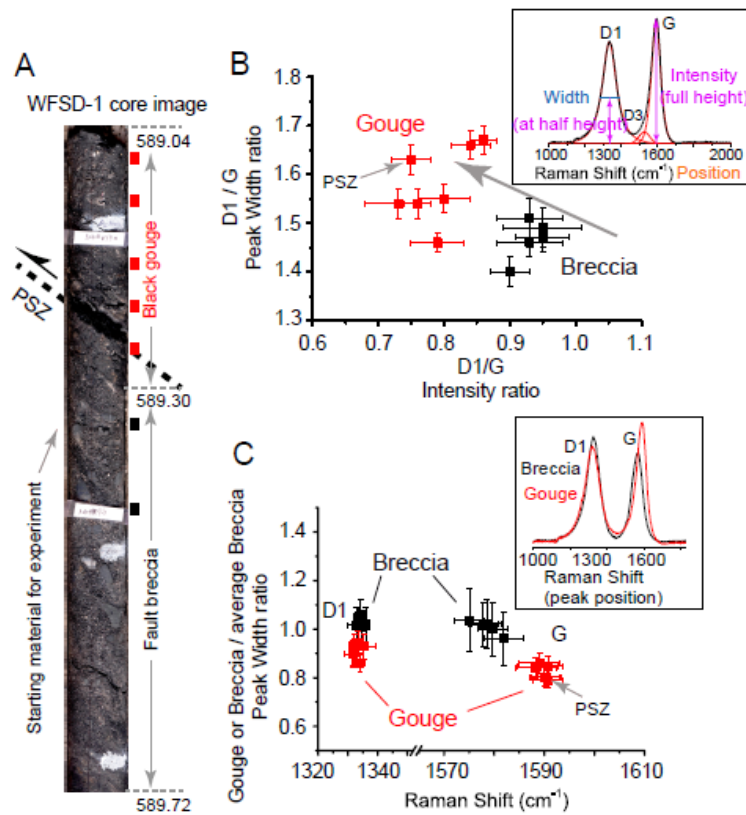 A
WFSD-1 core image
589.04
Black gouge
PSZ
589.30
Starting material for experiment
Fault breccia
589.72
B
D1 / G
Peak Width ratio
1.8
1.7
1.6
1.5
1.4
1.3
0.6
0.7
0.8
0.9
1.0
1.1
D1/G
Intensity ratio
Gouge
PSZ
Breccia
D1
G
Width
Intensity
(full height)
(at half height)
D3
1000
1300
1600
2000
Raman Shift (cm⁻¹)
Position
C
Gouge or Breccia / average Breccia
Peak Width ratio
1.4
1.2
1.0
0.8
0.6
1320
1340
1570
1590
1610
Raman Shift (cm⁻¹)
Breccia
D1
G
Gouge
PSZ
D1
G
Breccia
Gouge
1000
1300
1600
Raman Shift
(peak position)